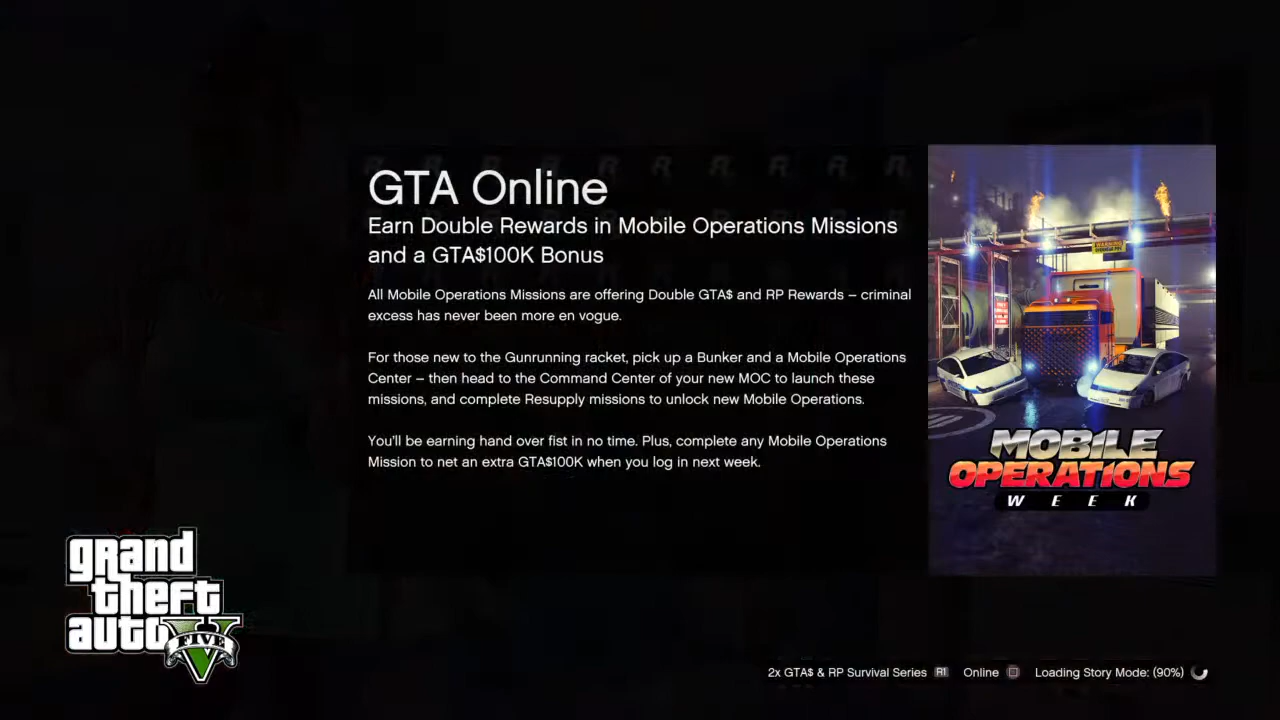 GTA Online
Earn Double Rewards in Mobile Operations Missions
and a GTA$100K Bonus
All Mobile Operations Missions are offering Double GTA$ and RP Rewards – criminal
excess has never been more en vogue.
For those new to the Gunrunning racket, pick up a Bunker and a Mobile Operations
Center – then head to the Command Center of your new MOC to launch these
missions, and complete Resupply missions to unlock new Mobile Operations.
You'll be earning hand over fist in no time. Plus, complete any Mobile Operations
Mission to net an extra GTA$100K when you log in next week.
WARNING
MOBILE
OPERATIONS
WEEK
grand
theft
auto
V
FIVE
2x GTA$ & RP Survival Series R1 Online Loading Story Mode: (90%)